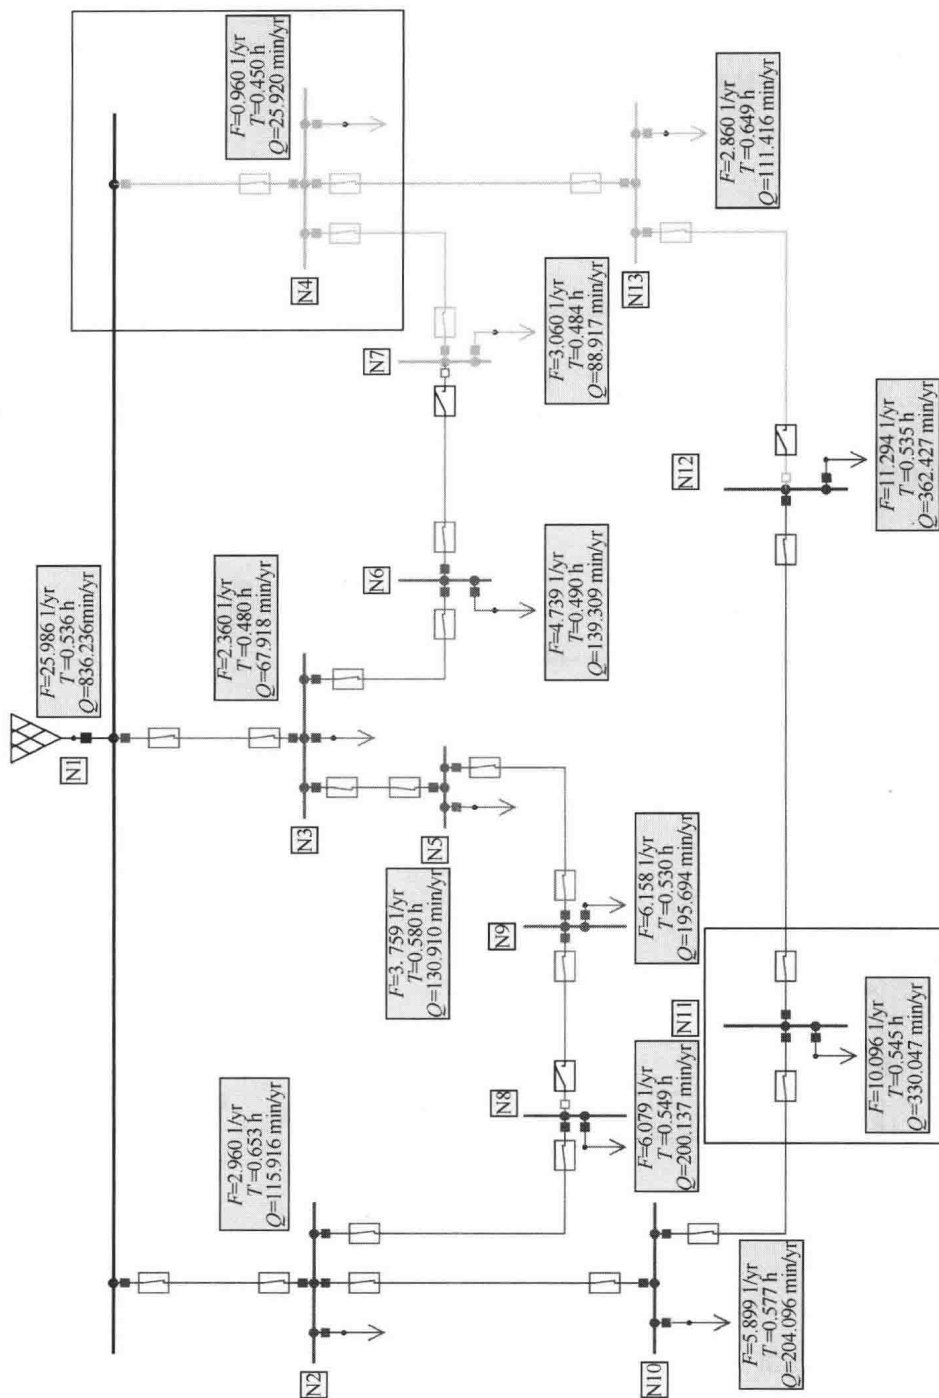 F=0.960 1/yr
T=0.450 h
Q=25.920 min/yr
N4
F=2.860 1/yr
T=0.649 h
Q=111.416 min/yr
N13
N7
F=3.060 1/yr
T=0.484 h
Q=88.917 min/yr
N12
F=11.294 1/yr
T=0.535 h
Q=362.427 min/yr
N6
F=4.739 1/yr
T=0.490 h
Q=139.309 min/yr
F=25.986 1/yr
T=0.536 h
Q=836.236min/yr
N1
F=2.360 1/yr
T=0.480 h
Q=67.918 min/yr
N3
N5
F=3. 759 1/yr
T=0.580 h
Q=130.910 min/yr
N9
F=6.158 1/yr
T=0.530 h
Q=195.694 min/yr
N11
F=10.096 1/yr
T=0.545 h
Q=330.047 min/yr
N8
F=6.079 1/yr
T=0.549 h
Q=200.137 min/yr
F=2.960 1/yr
T=0.653 h
Q=115.916 min/yr
N2
N10
F=5.899 1/yr
T=0.577 h
Q=204.096 min/yr